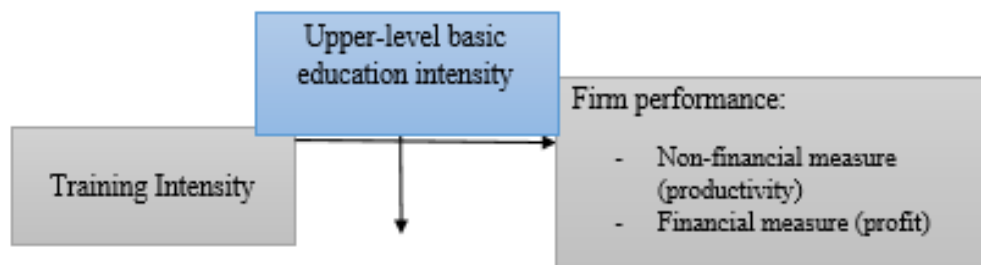 Upper-level basic
education intensity
Firm performance:
- Non-financial measure
(productivity)
- Financial measure (profit)
Training Intensity